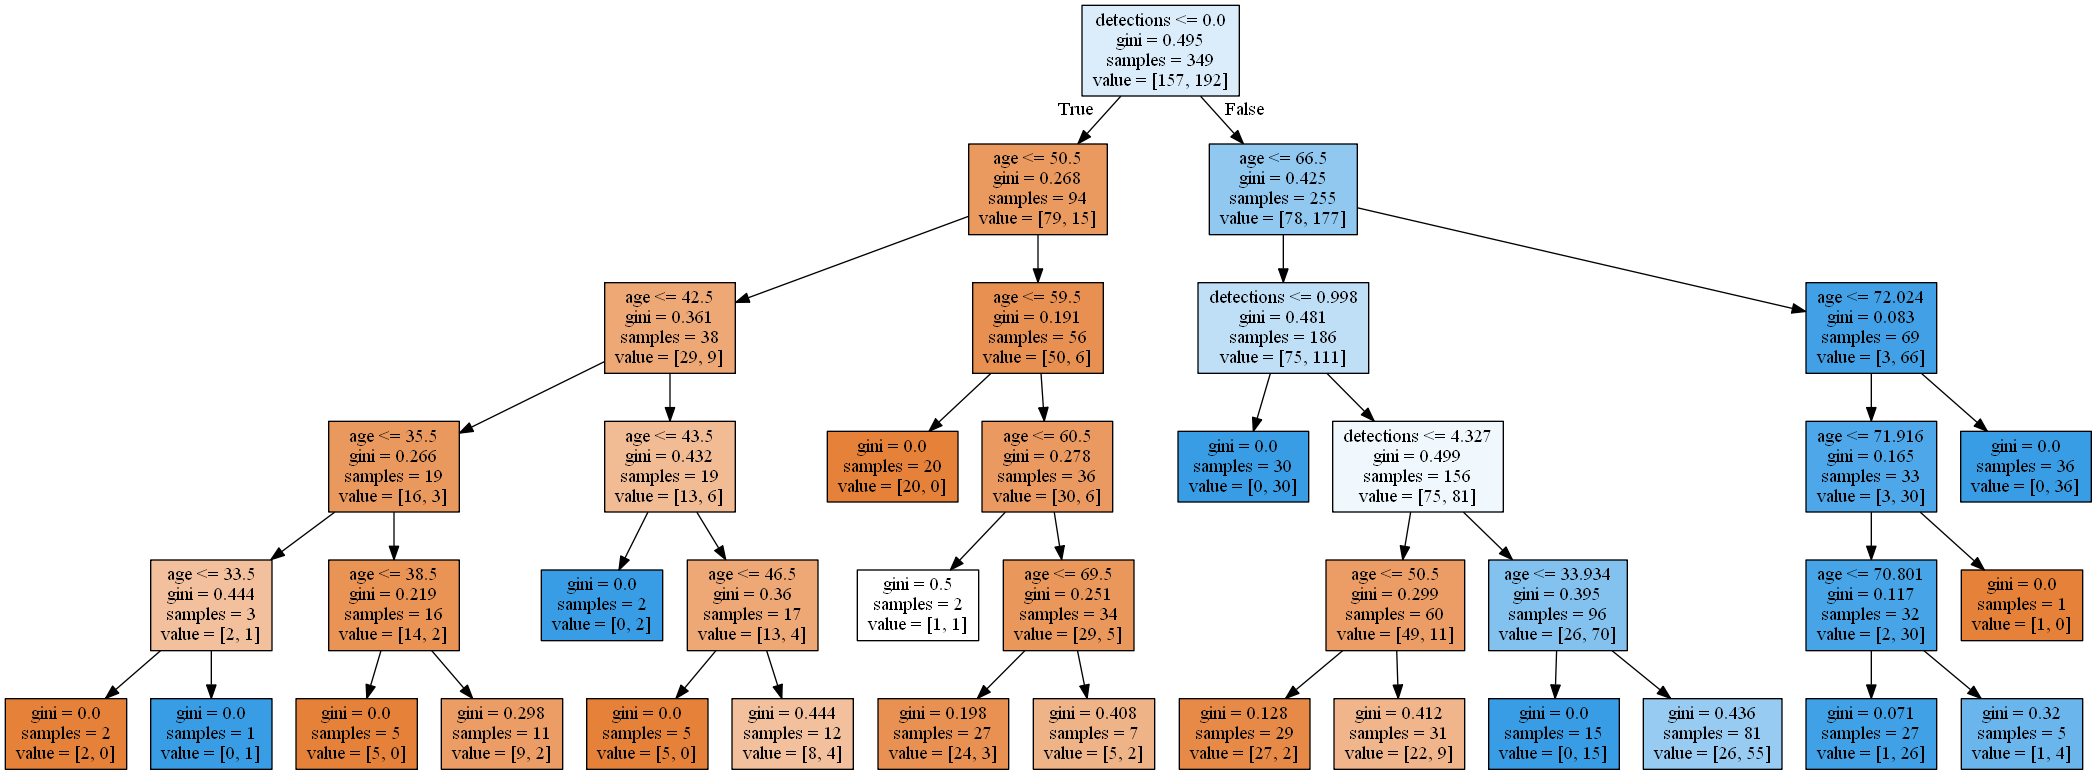 detections <= 0.0
gini = 0.495
samples = 349
value = [157, 192]
True
False
age <= 50.5
gini = 0.268
samples = 94
value = [79, 15]
age <= 66.5
gini = 0.425
samples = 255
value = [78, 177]
age <= 42.5
gini = 0.361
samples = 38
value = [29, 9]
age <= 59.5
gini = 0.191
samples = 56
value = [50, 6]
detections <= 0.998
gini = 0.481
samples = 186
value = [75, 111]
age <= 72.024
gini = 0.083
samples = 69
value = [3, 66]
age <= 35.5
gini = 0.266
samples = 19
value = [16, 3]
age <= 43.5
gini = 0.432
samples = 19
value = [13, 6]
gini = 0.0
samples = 20
value = [20, 0]
age <= 60.5
gini = 0.278
samples = 36
value = [30, 6]
gini = 0.0
samples = 30
value = [0, 30]
detections <= 4.327
gini = 0.499
samples = 156
value = [75, 81]
age <= 71.916
gini = 0.165
samples = 33
value = [3, 30]
gini = 0.0
samples = 36
value = [0, 36]
age <= 33.5
gini = 0.444
samples = 3
value = [2, 1]
age <= 38.5
gini = 0.219
samples = 16
value = [14, 2]
gini = 0.0
samples = 2
value = [0, 2]
age <= 46.5
gini = 0.36
samples = 17
value = [13, 4]
gini = 0.5
samples = 2
value = [1, 1]
age <= 69.5
gini = 0.251
samples = 34
value = [29, 5]
age <= 50.5
gini = 0.299
samples = 60
value = [49, 11]
age <= 33.934
gini = 0.395
samples = 96
value = [26, 70]
age <= 70.801
gini = 0.117
samples = 32
value = [2, 30]
gini = 0.0
samples = 1
value = [1, 0]
gini = 0.0
samples = 2
value = [2, 0]
gini = 0.0
samples = 1
value = [0, 1]
gini = 0.0
samples = 5
value = [5, 0]
gini = 0.298
samples = 11
value = [9, 2]
gini = 0.0
samples = 5
value = [5, 0]
gini = 0.444
samples = 12
value = [8, 4]
gini = 0.198
samples = 27
value = [24, 3]
gini = 0.408
samples = 7
value = [5, 2]
gini = 0.128
samples = 29
value = [27, 2]
gini = 0.412
samples = 31
value = [22, 9]
gini = 0.0
samples = 15
value = [0, 15]
gini = 0.436
samples = 81
value = [26, 55]
gini = 0.071
samples = 27
value = [1, 26]
gini = 0.32
samples = 5
value = [1, 4]